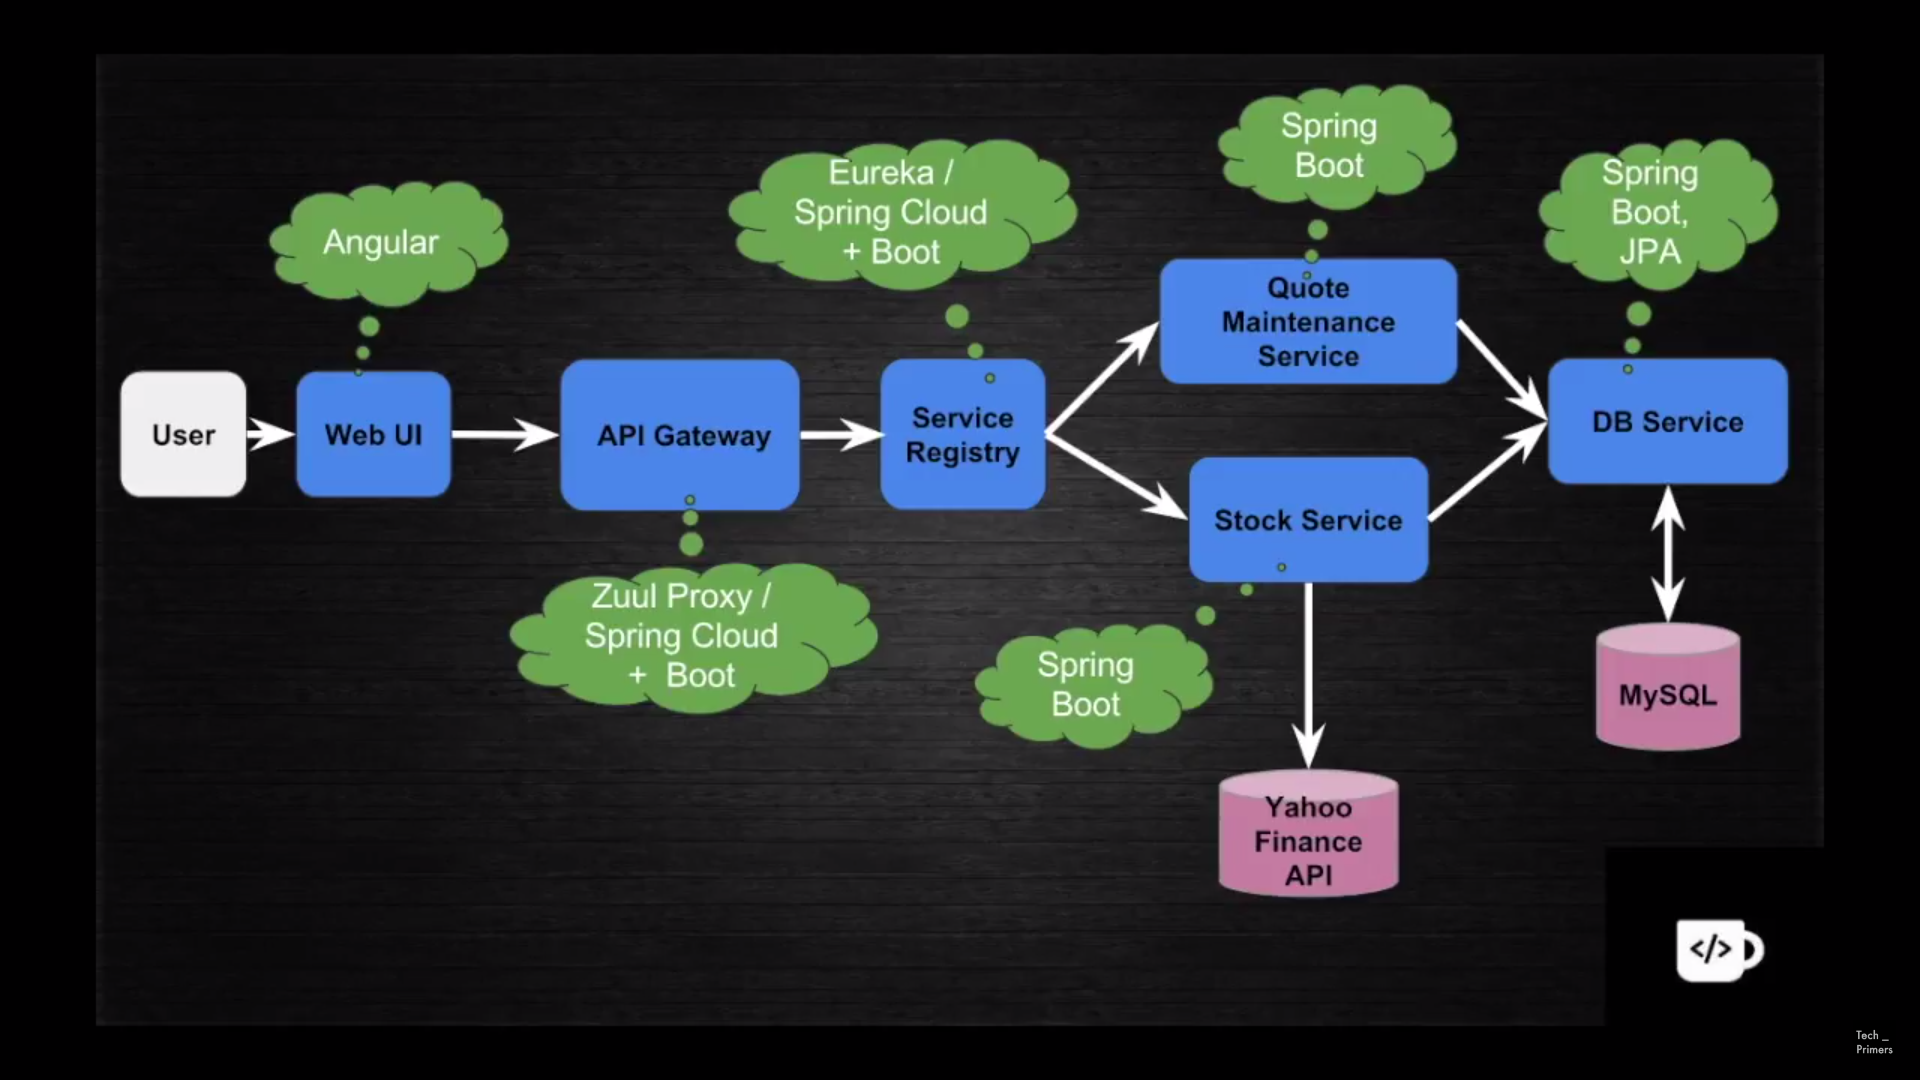 Spring
Boot
Eureka /
Spring Cloud
+ Boot
Spring
Boot,
JPA
Angular
Quote
Maintenance
Service
User
Web UI
API Gateway
Service
Registry
DB Service
Stock Service
Zuul Proxy /
Spring Cloud
+ Boot
Spring
Boot
MySQL
Yahoo
Finance
API
</>
Tech _
Primers